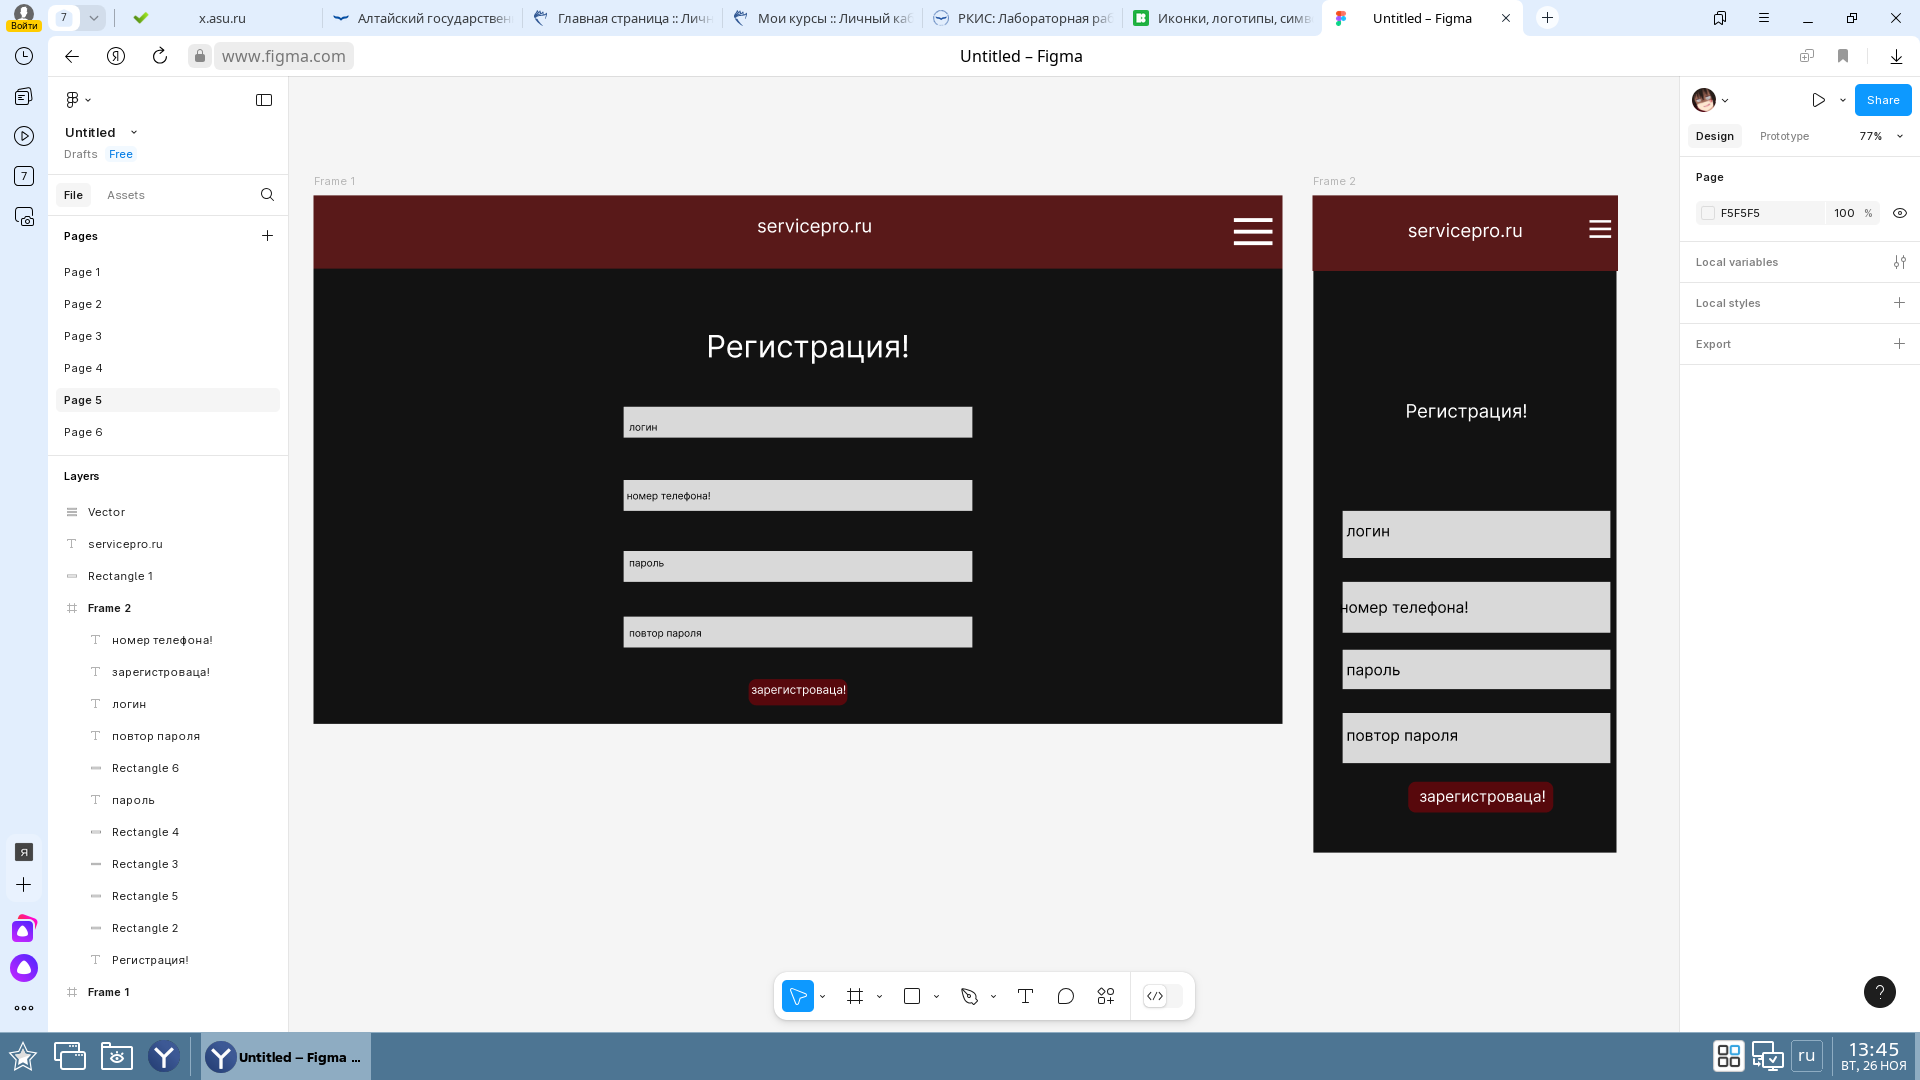 Войти
7
x.asu.ru
Алтайский государствен
Главная страница :: Личн
Мои курсы :: Личный каб
РКИС: Лабораторная раб
Иконки, логотипы, симв
Untitled – Figma
www.figma.com
Untitled – Figma
7
Я
Untitled
Drafts
Free
File
Assets
Pages
Page 1
Page 2
Page 3
Page 4
Page 5
Page 6
Layers
Vector
servicepro.ru
Rectangle 1
Frame 2
номер телефона!
зарегистроваца!
логин
повтор пароля
Rectangle 6
пароль
Rectangle 4
Rectangle 3
Rectangle 5
Rectangle 2
Регистрация!
Frame 1
Frame 1
servicepro.ru
Регистрация!
логин
номер телефона!
пароль
повтор пароля
зарегистроваца!
Frame 2
servicepro.ru
Регистрация!
логин
номер телефона!
пароль
повтор пароля
зарегистроваца!
Share
Design
Prototype
77%
Page
F5F5F5
100 %
Local variables
Local styles
Export
?
Untitled – Figma ...
ru
13:45
ВТ, 26 НОЯ